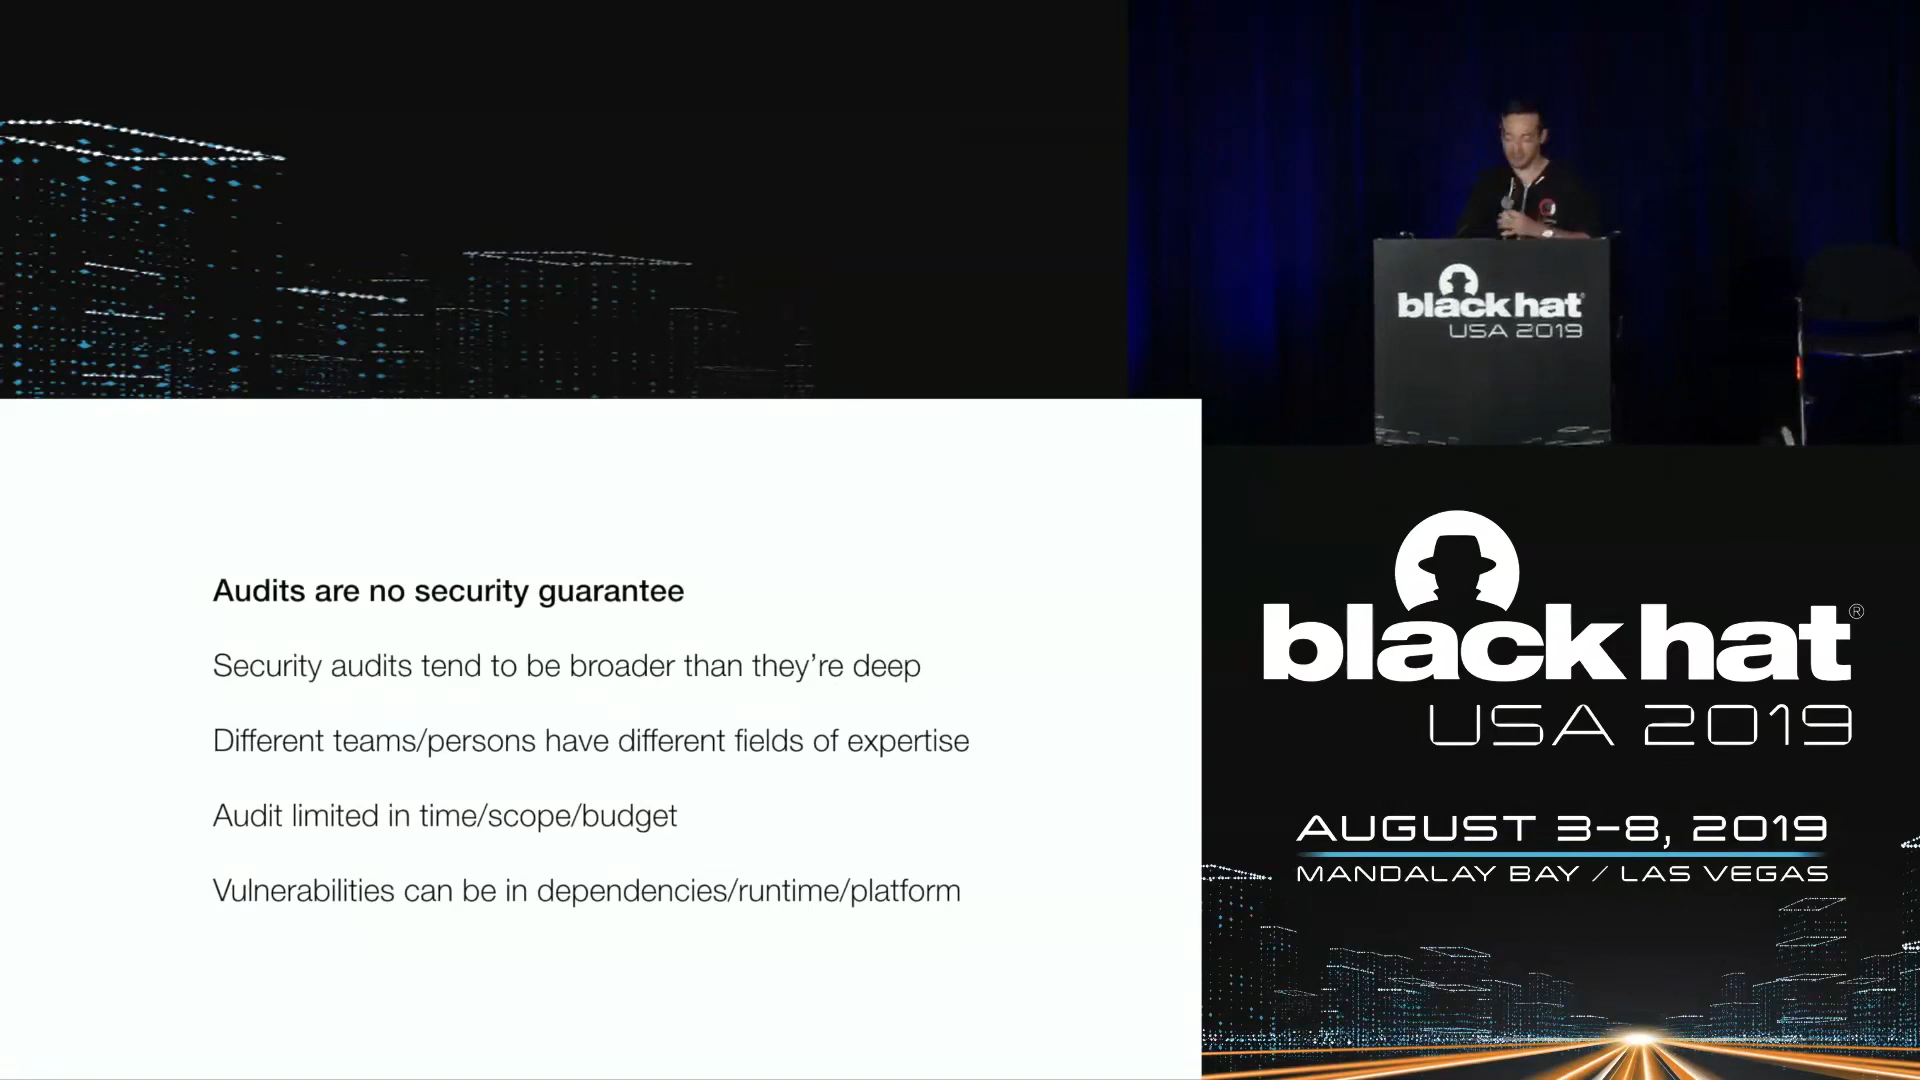 black hat
USA 2019
Audits are no security guarantee
Security audits tend to be broader than they're deep
Different teams/persons have different fields of expertise
Audit limited in time/scope/budget
Vulnerabilities can be in dependencies/runtime/platform
black hat®
USA 2019
AUGUST 3-8, 2019
MANDALAY BAY / LAS VEGAS